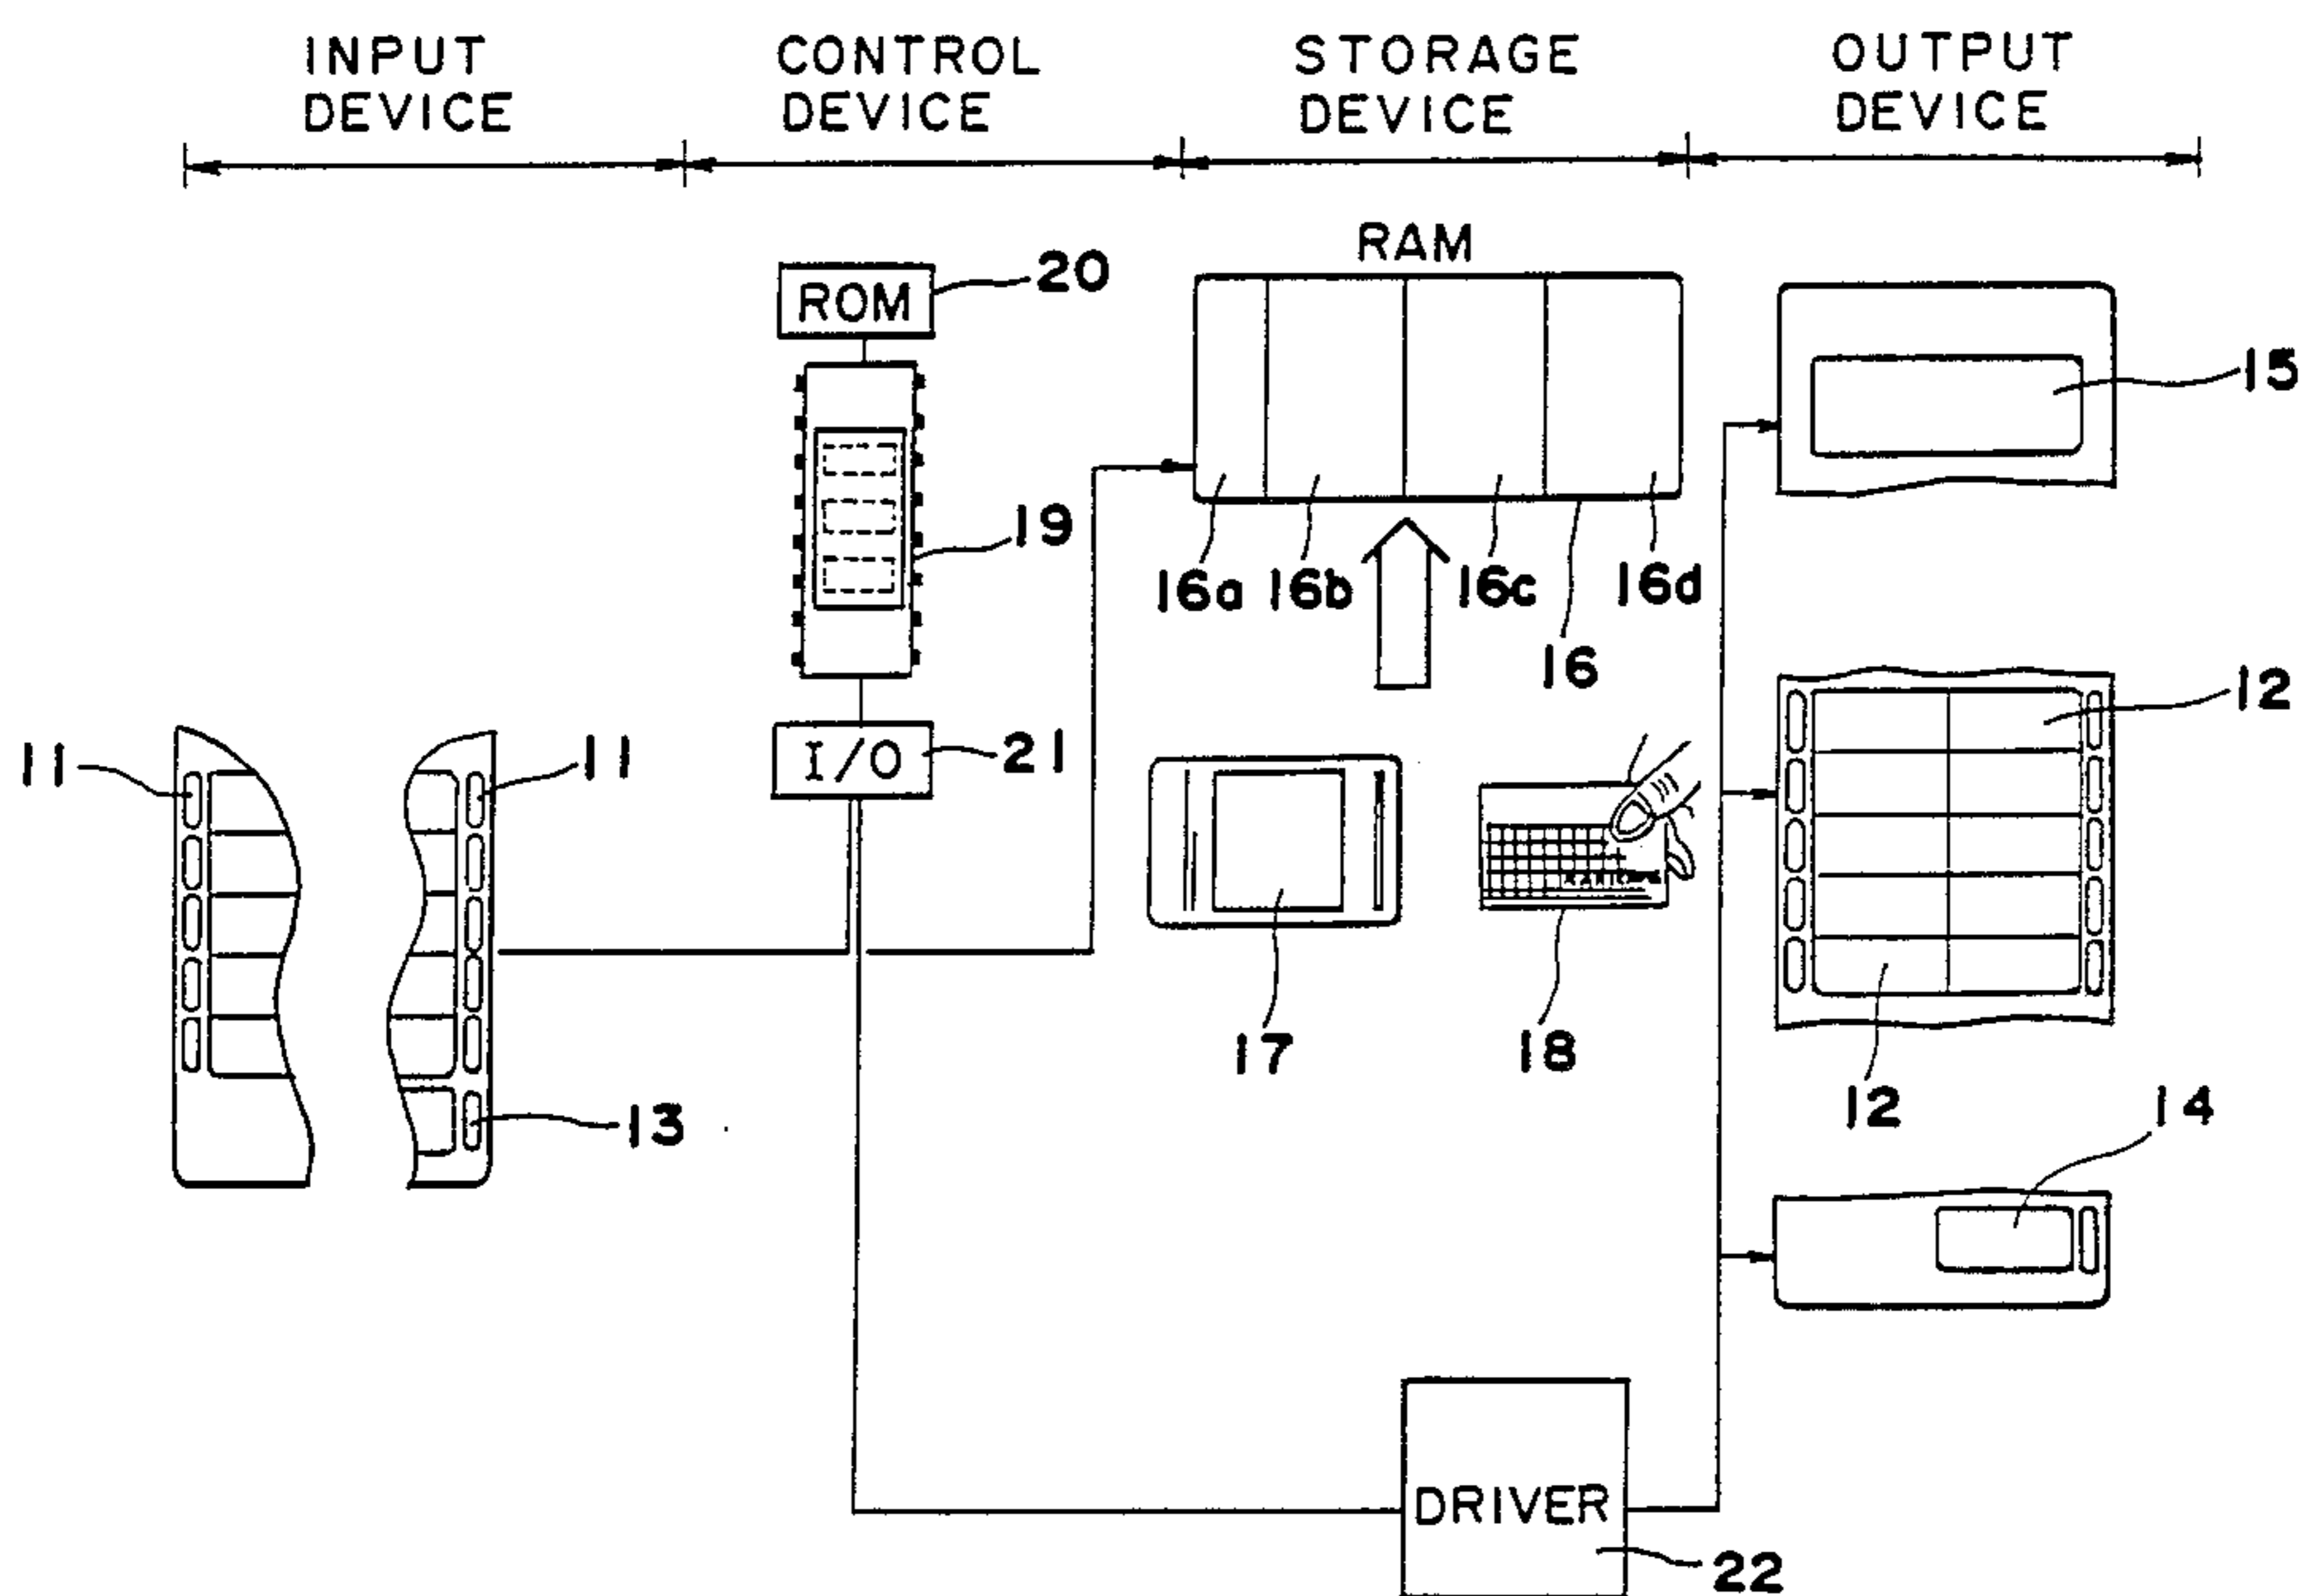 INPUT
DEVICE
CONTROL
DEVICE
STORAGE
DEVICE
OUTPUT
DEVICE
RAM
ROM
20
15
19
16a 16b 16c 16d
16
12
11
11
I/O
21
17
18
12
13
14
DRIVER
22